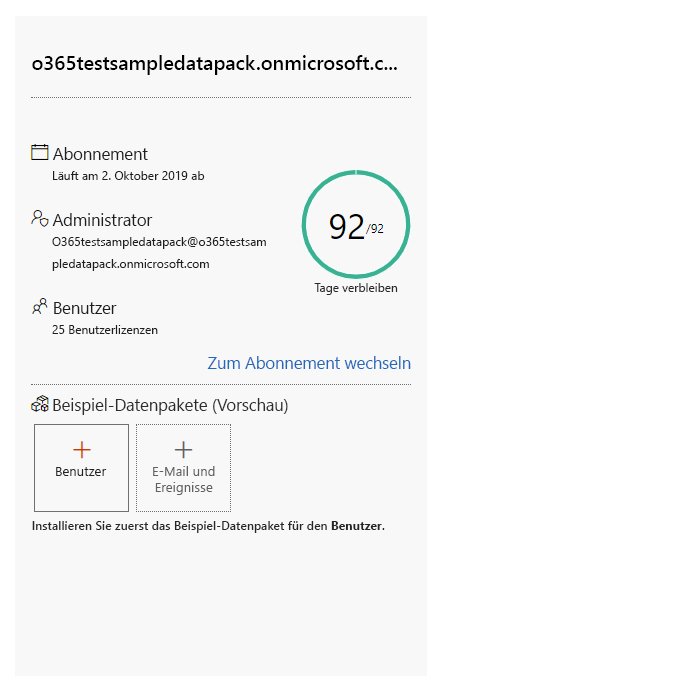 o365testsampledatapack.onmicrosoft.c...
Abonnement
Läuft am 2. Oktober 2019 ab
Administrator
O365testsampledatapack@o365testsam
pledatapack.onmicrosoft.com
92/92
Tage verbleiben
Benutzer
25 Benutzerlizenzen
Zum Abonnement wechseln
Beispiel-Datenpakete (Vorschau)
Benutzer
E-Mail und
Ereignisse
Installieren Sie zuerst das Beispiel-Datenpaket für den Benutzer.